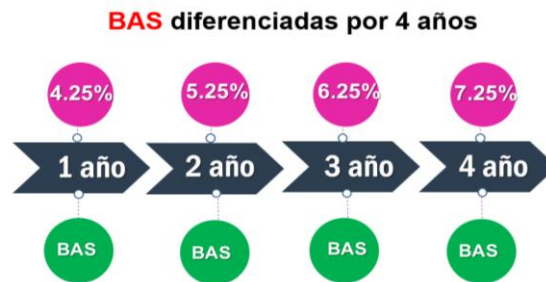 BAS diferenciadas por 4 años
4.25% 5.25% 6.25% 7.25%
1 año 2 año 3 año 4 año
BAS BAS BAS BAS